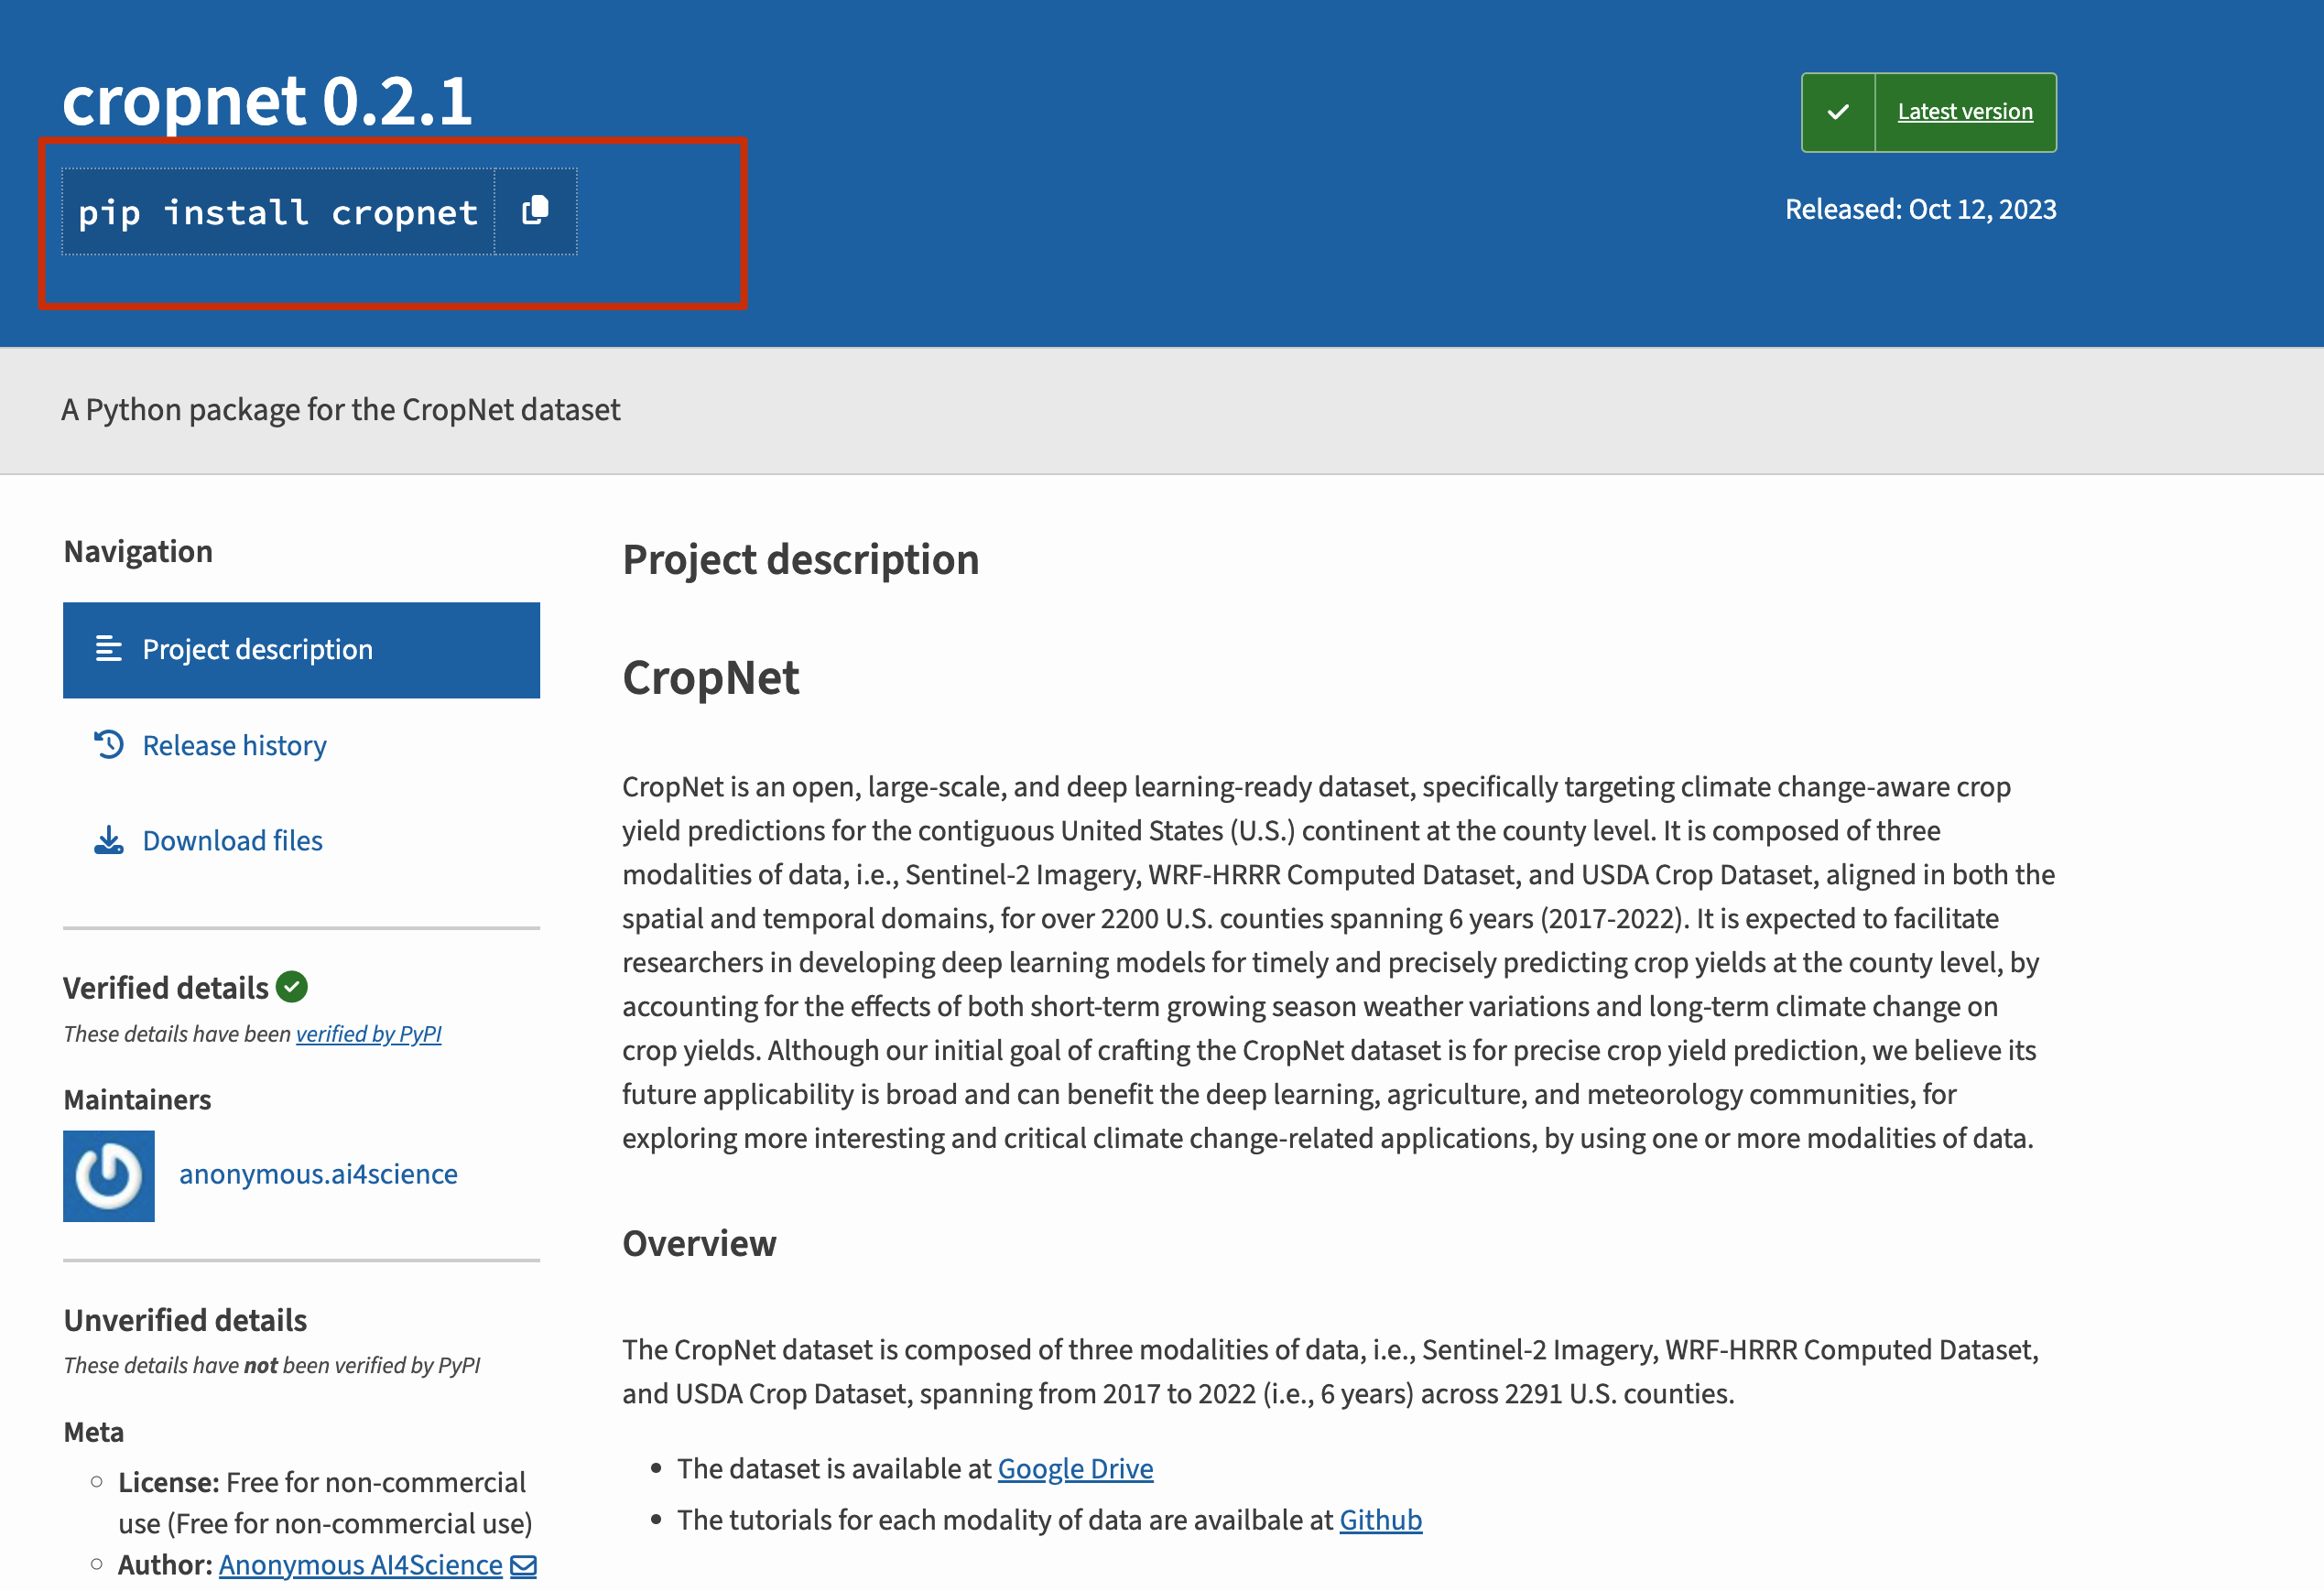 cropnet 0.2.1
pip install cropnet
Latest version
Released: Oct 12, 2023
A Python package for the CropNet dataset
Navigation
Project description
Release history
Download files
Verified details
These details have been verified by PyPI
Maintainers
anonymous.ai4science
Unverified details
These details have not been verified by PyPI
Meta
License: Free for non-commercial
use (Free for non-commercial use)
Author: Anonymous AI4Science
Project description
CropNet
CropNet is an open, large-scale, and deep learning-ready dataset, specifically targeting climate change-aware crop
yield predictions for the contiguous United States (U.S.) continent at the county level. It is composed of three
modalities of data, i.e., Sentinel-2 Imagery, WRF-HRRR Computed Dataset, and USDA Crop Dataset, aligned in both the
spatial and temporal domains, for over 2200 U.S. counties spanning 6 years (2017-2022). It is expected to facilitate
researchers in developing deep learning models for timely and precisely predicting crop yields at the county level, by
accounting for the effects of both short-term growing season weather variations and long-term climate change on
crop yields. Although our initial goal of crafting the CropNet dataset is for precise crop yield prediction, we believe its
future applicability is broad and can benefit the deep learning, agriculture, and meteorology communities, for
exploring more interesting and critical climate change-related applications, by using one or more modalities of data.
Overview
The CropNet dataset is composed of three modalities of data, i.e., Sentinel-2 Imagery, WRF-HRRR Computed Dataset,
and USDA Crop Dataset, spanning from 2017 to 2022 (i.e., 6 years) across 2291 U.S. counties.
The dataset is available at Google Drive
The tutorials for each modality of data are availbale at Github